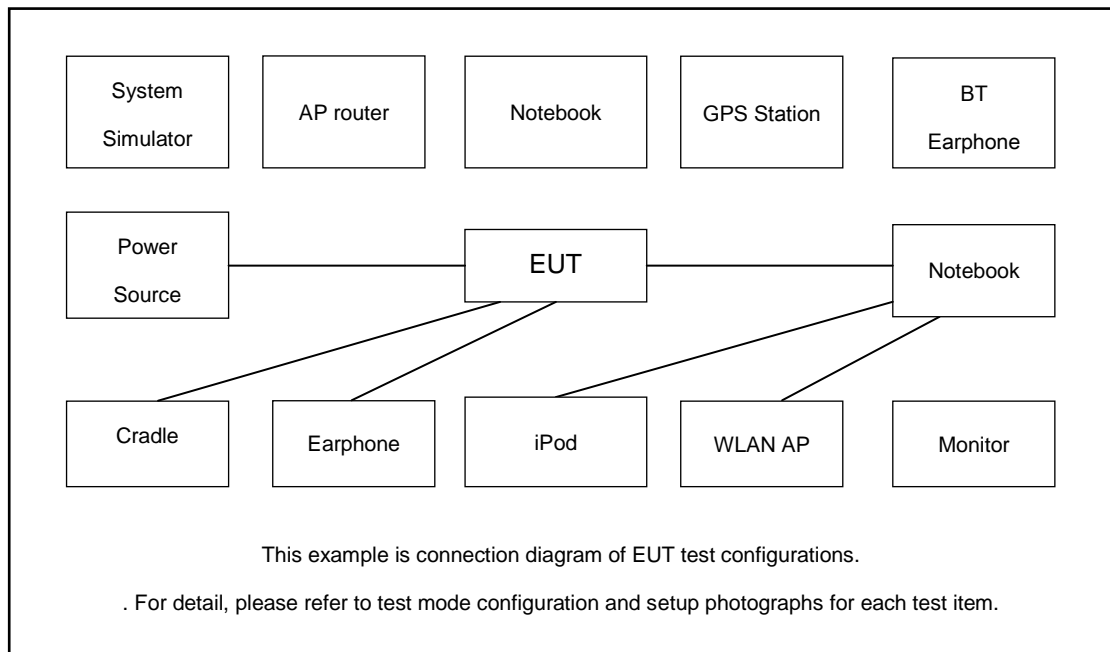 System
Simulator
AP router
Notebook
GPS Station
BT
Earphone
Power
Source
EUT
Notebook
Cradle
Earphone
iPod
WLAN AP
Monitor
This example is connection diagram of EUT test configurations.
. For detail, please refer to test mode configuration and setup photographs for each test item.